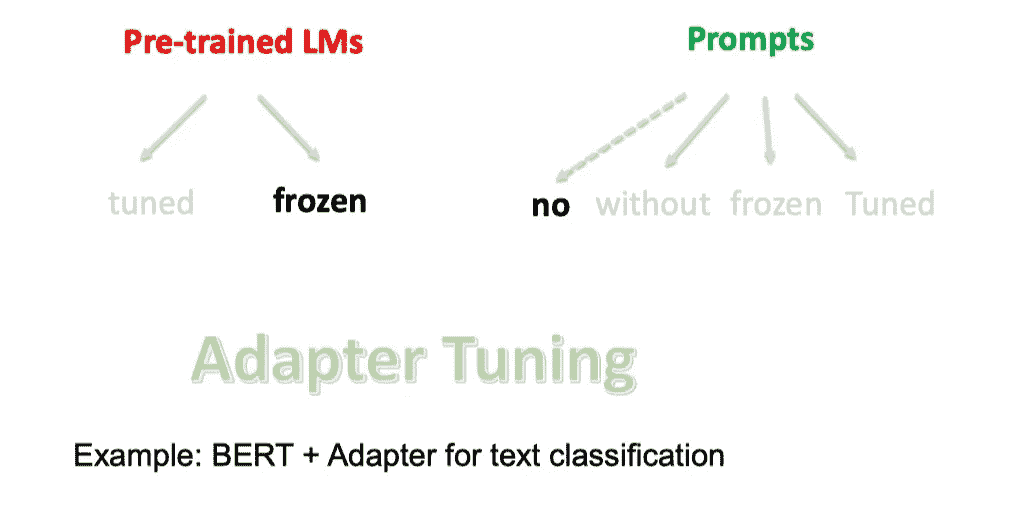 Pre-trained LMs Prompts
tuned frozen no without frozen Tuned
Adapter Tuning
Example: BERT + Adapter for text classification